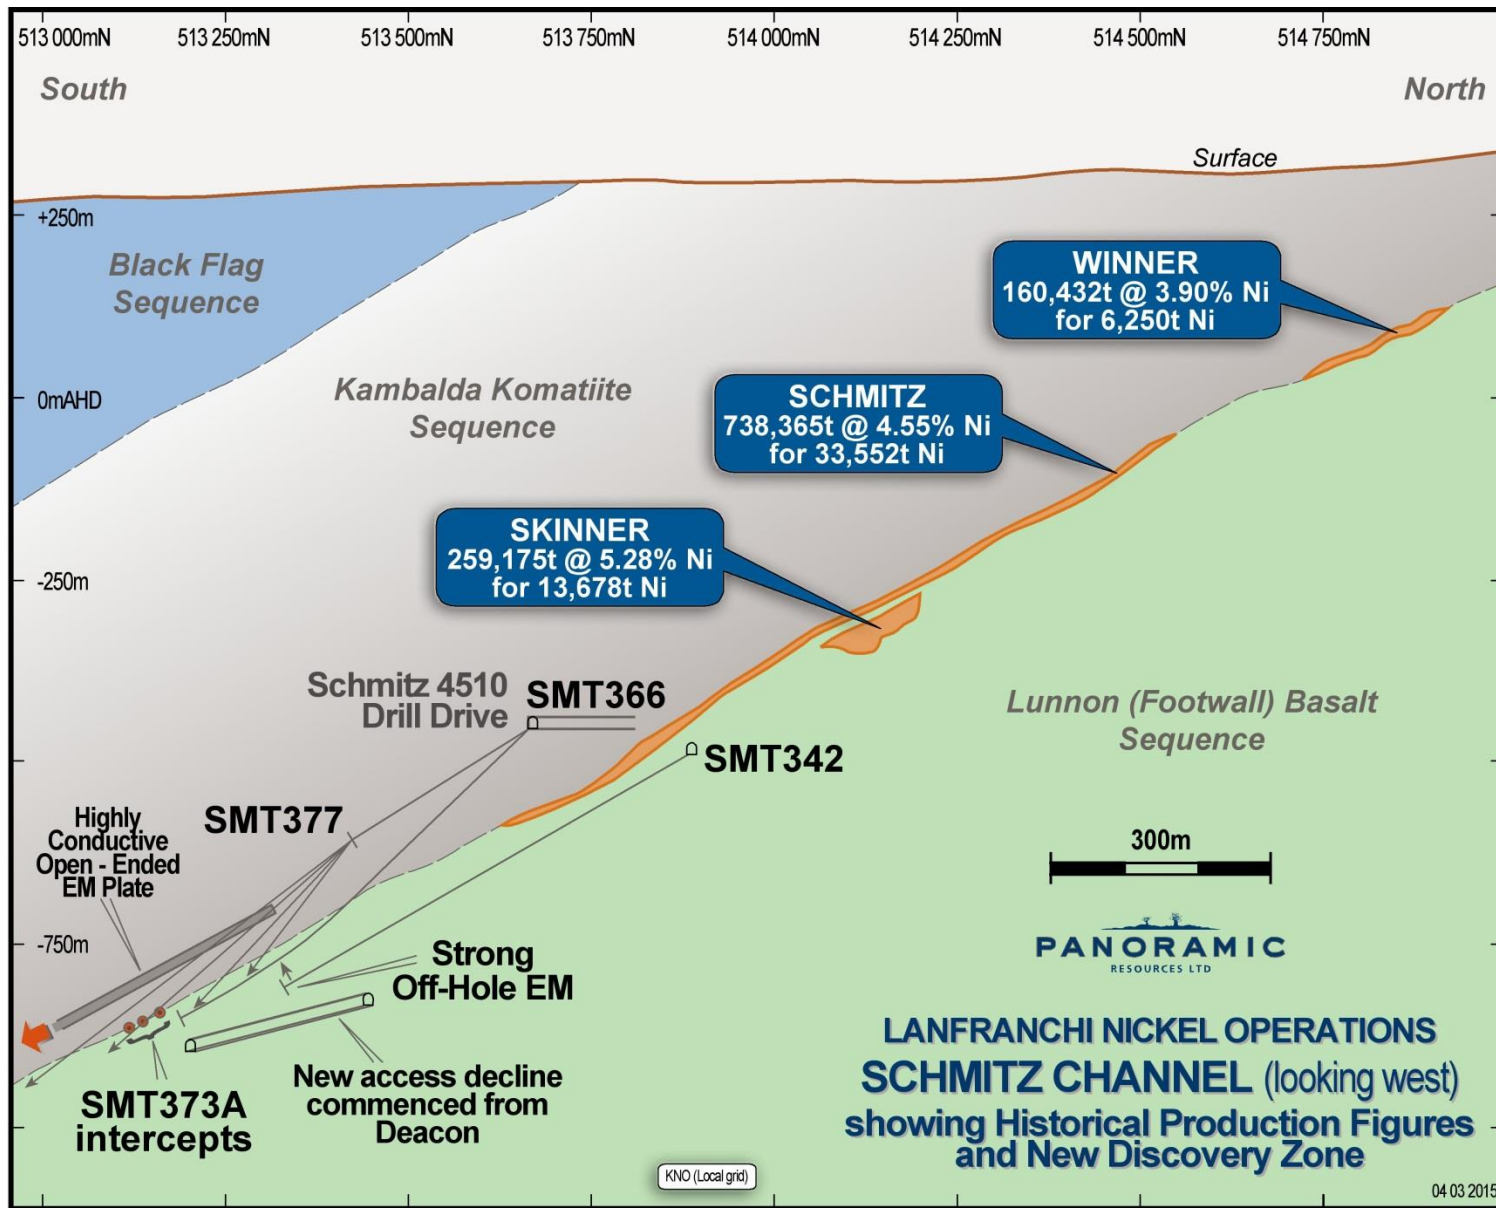 513 000mN 513 250mN 513 500mN 513 750mN 514 000mN 514 250mN 514 500mN 514 750mN
South
North
Surface
+250m
Black Flag
Sequence
WINNER
160,432t @ 3.90% Ni
for 6,250t Ni
0mAHD
Kambalda Komatiite
Sequence
SCHMITZ
738,365t @ 4.55% Ni
for 33,552t Ni
-250m
SKINNER
259,175t @ 5.28% Ni
for 13,678t Ni
Schmitz 4510
Drill Drive
SMT366
Lunnon (Footwall) Basalt
Sequence
SMT342
Highly
Conductive
Open - Ended
EM Plate
SMT377
300m
-750m
Strong
Off-Hole EM
PANORAMIC
RESOURCES LTD
SMT373A
intercepts
New access decline
commenced from
Deacon
LANFRANCHI NICKEL OPERATIONS
SCHMITZ CHANNEL (looking west)
showing Historical Production Figures
and New Discovery Zone
KNO (Local grid)
04 03 2015